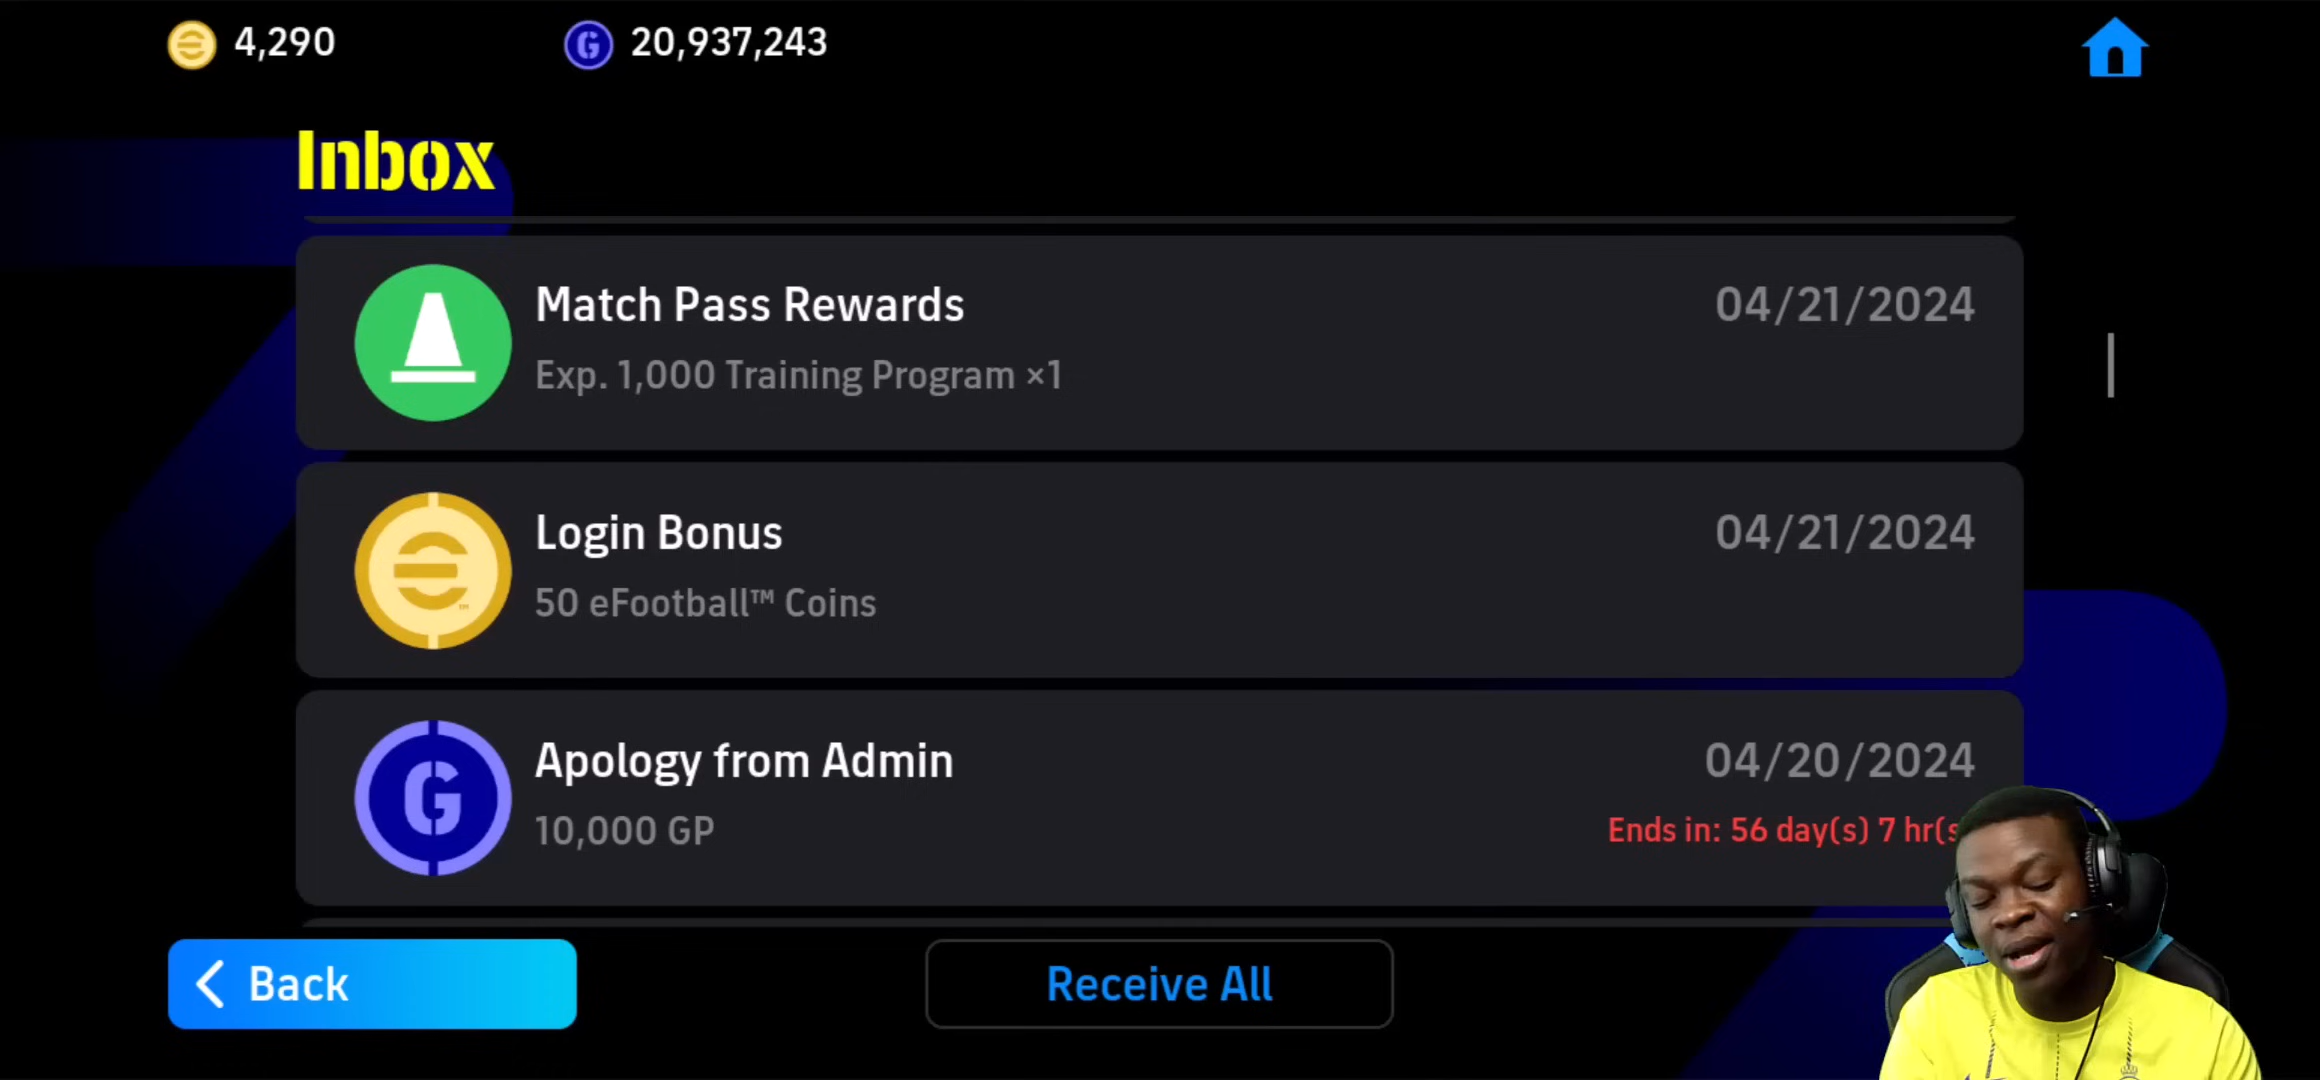 4,290
20,937,243
Inbox
Match Pass Rewards
04/21/2024
Exp. 1,000 Training Program ×1
Login Bonus
04/21/2024
50 eFootball™ Coins
Apology from Admin
04/20/2024
10,000 GP
Ends in: 56 day(s) 7 hr(s
Back
Receive All